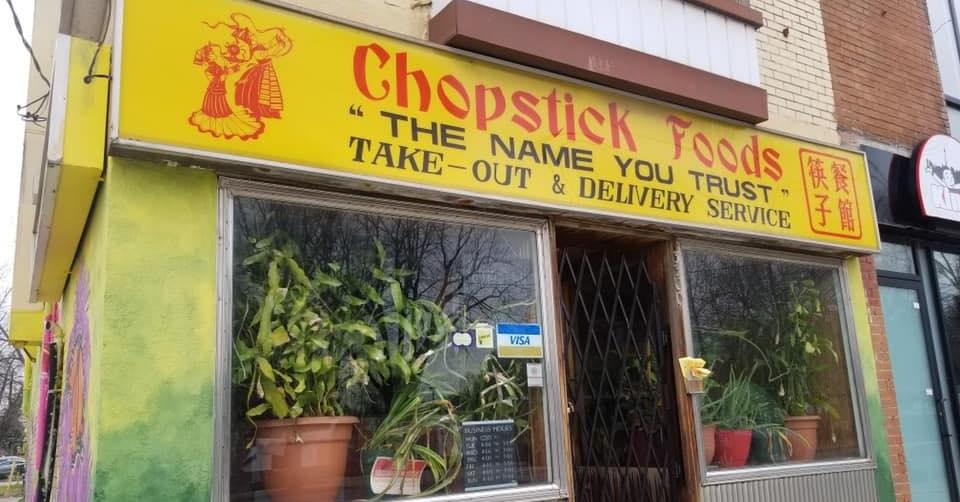 Chopstick Foods
"THE NAME YOU TRUST"
TAKE-OUT & DELIVERY SERVICE
筷子
餐館
VISA
BUSINESS HOURS